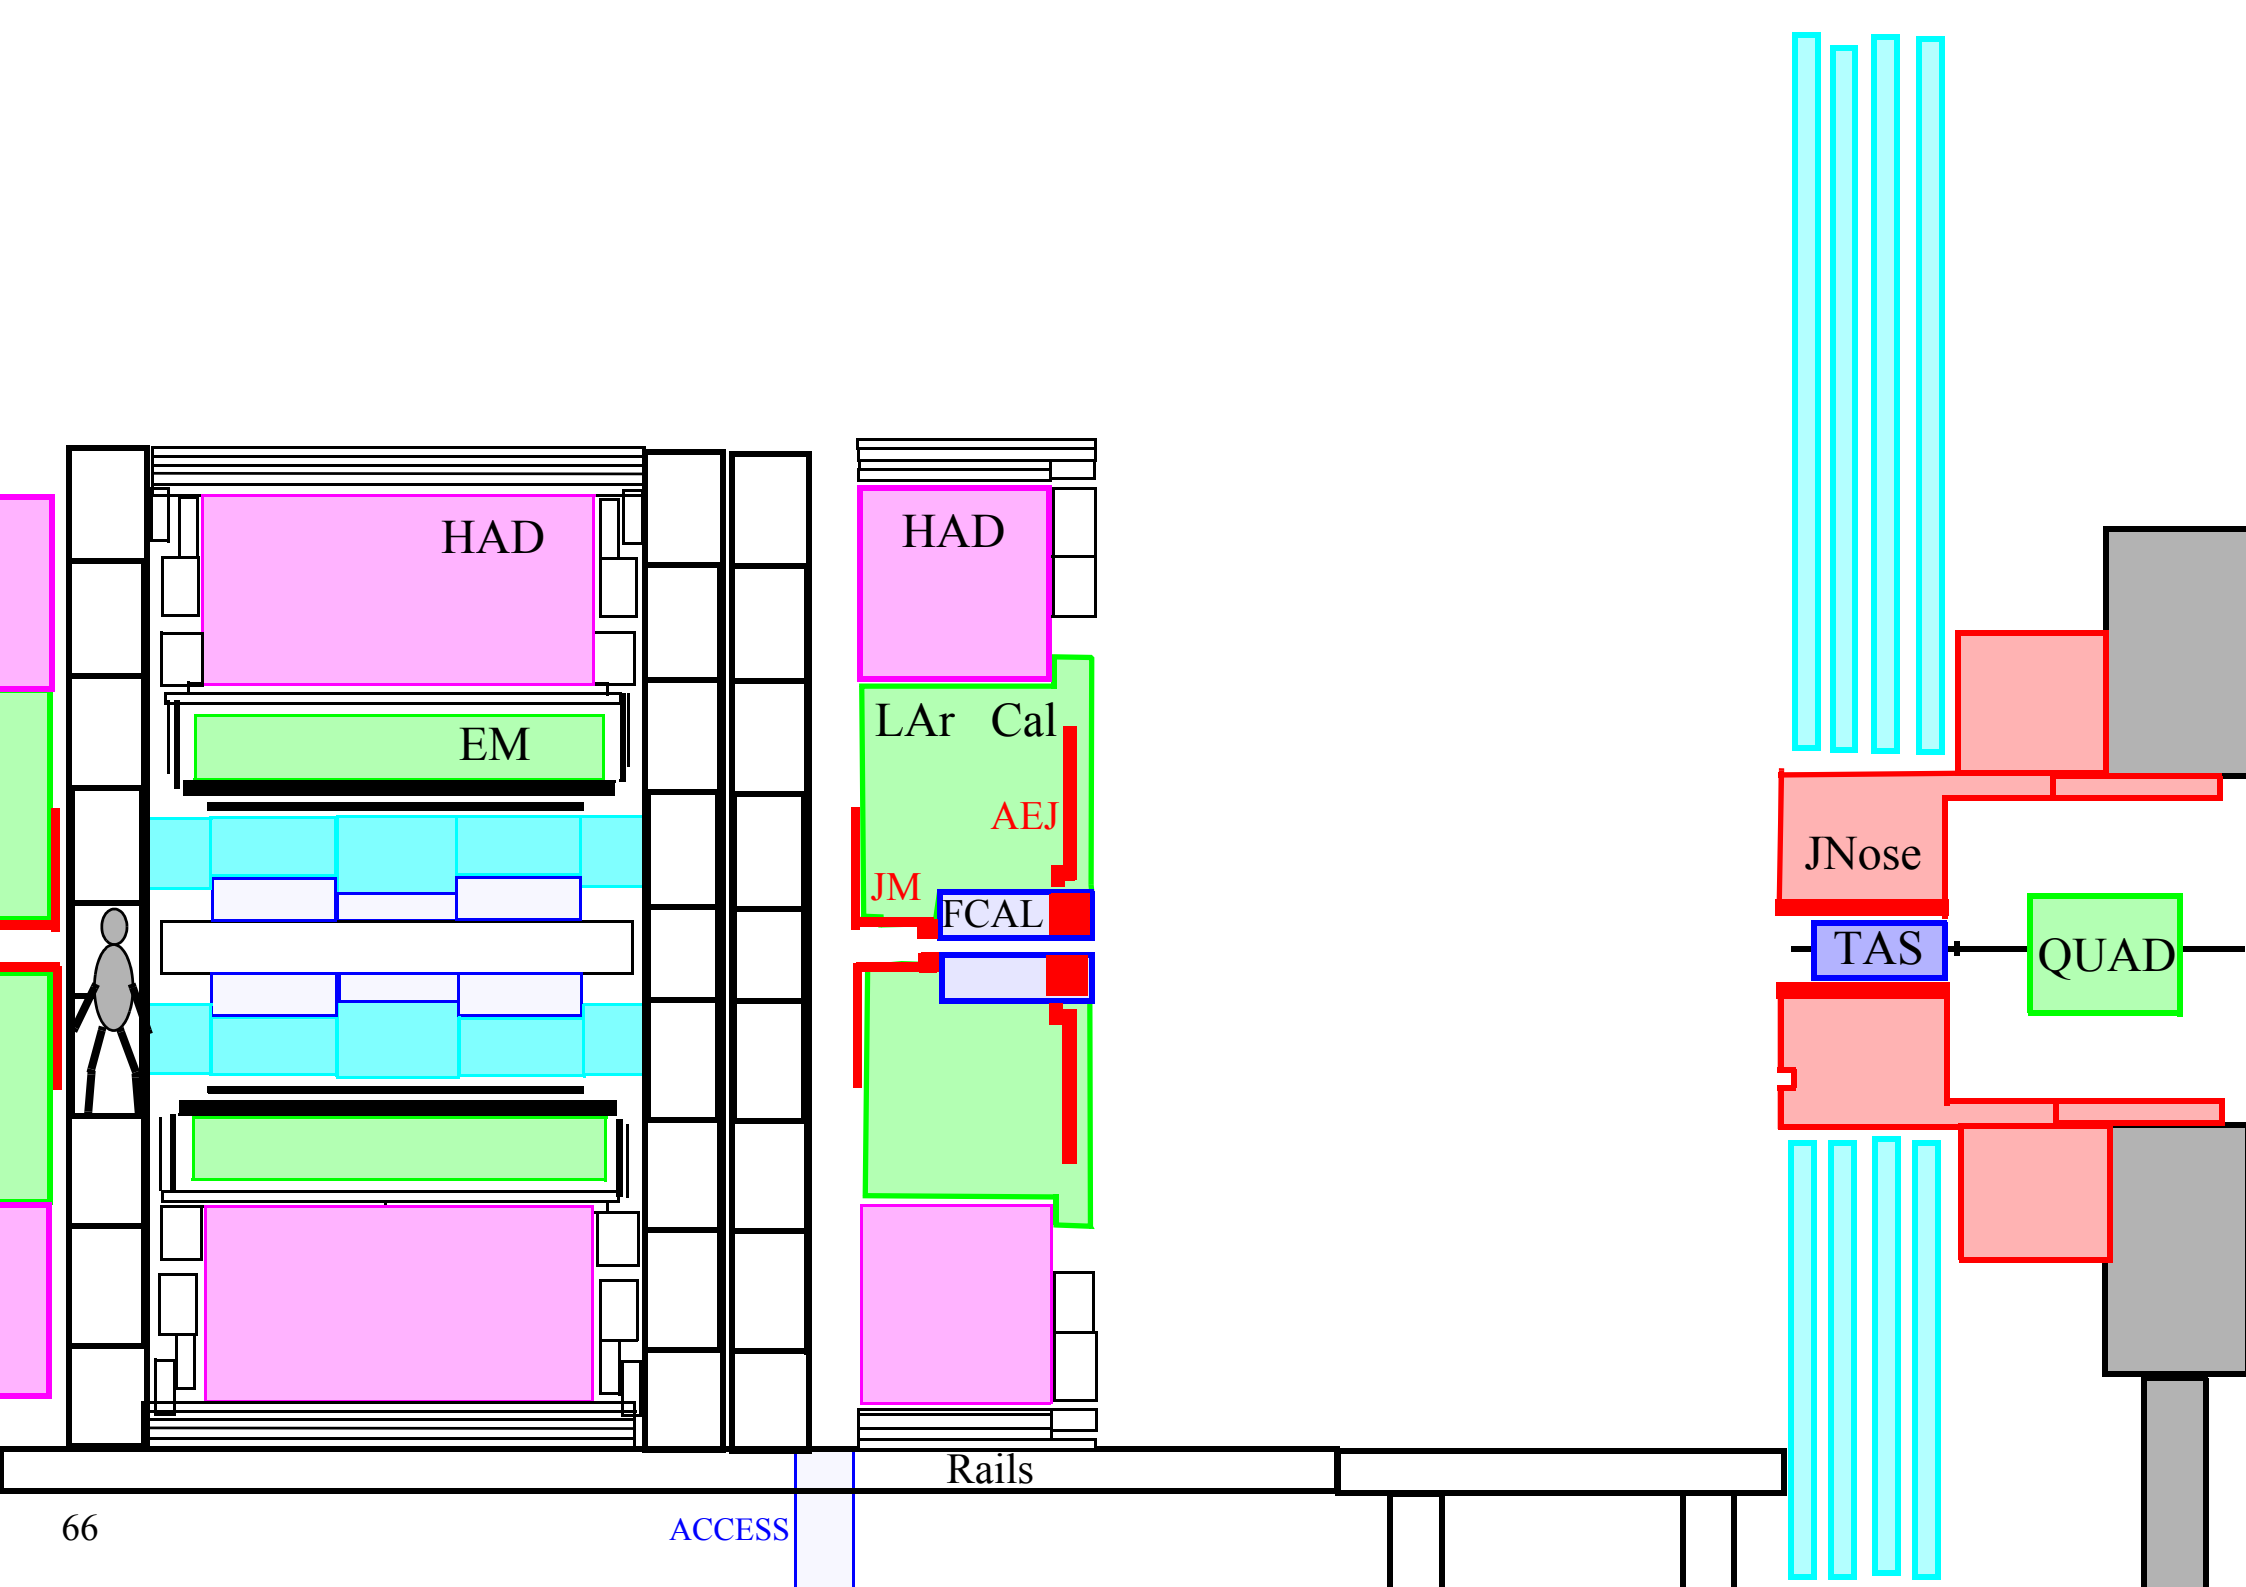 HAD
HAD
LAr Cal
EM
AEJ
JNose
JM
FCAL
TAS
QUAD
Rails
66
ACCESS